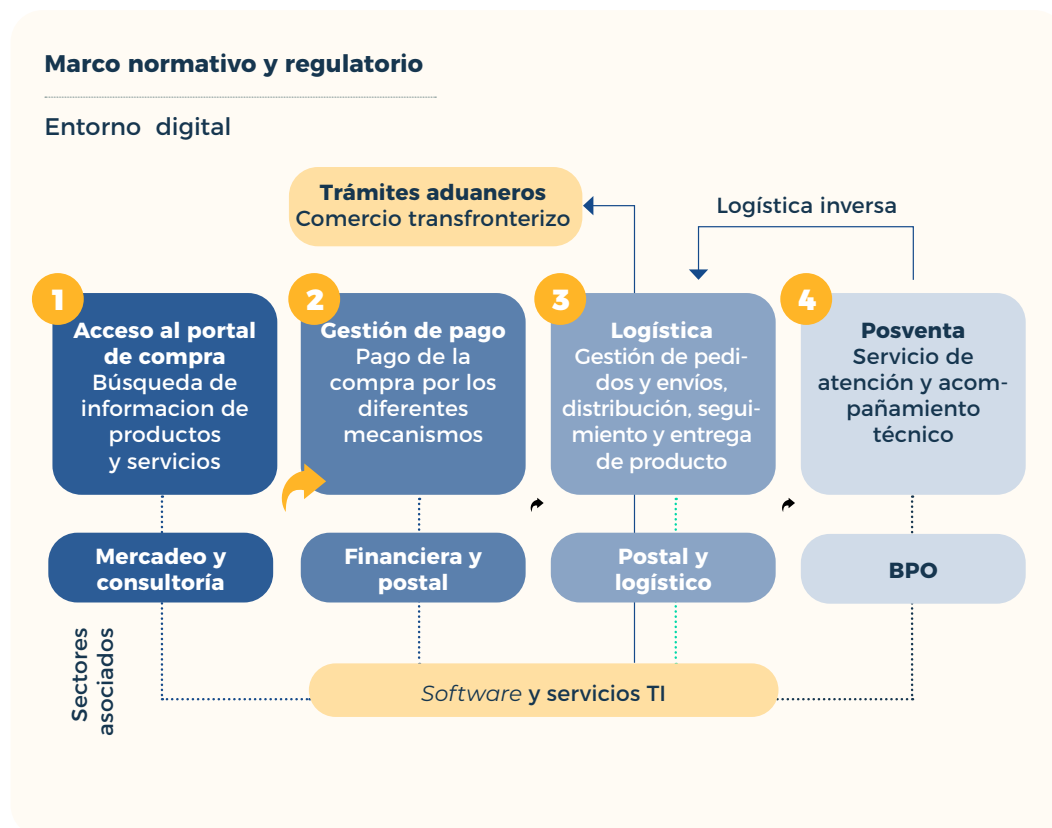 Marco normativo y regulatorio
Entorno digital
Trámites aduaneros
Comercio transfronterizo
Logística inversa
1
Acceso al portal
de compra
Búsqueda de
informacion de
productos
y servicios
2
Gestión de pago
Pago de la
compra por los
diferentes
mecanismos
3
Logística
Gestión de pedi-
dos y envíos,
distribución, segui-
miento y entrega
de producto
4
Posventa
Servicio de
atención y acom-
pañamiento
técnico
Mercadeo y
consultoría
Financiera y
postal
Postal y
logístico
BPO
Sectores
asociados
Software y servicios TI